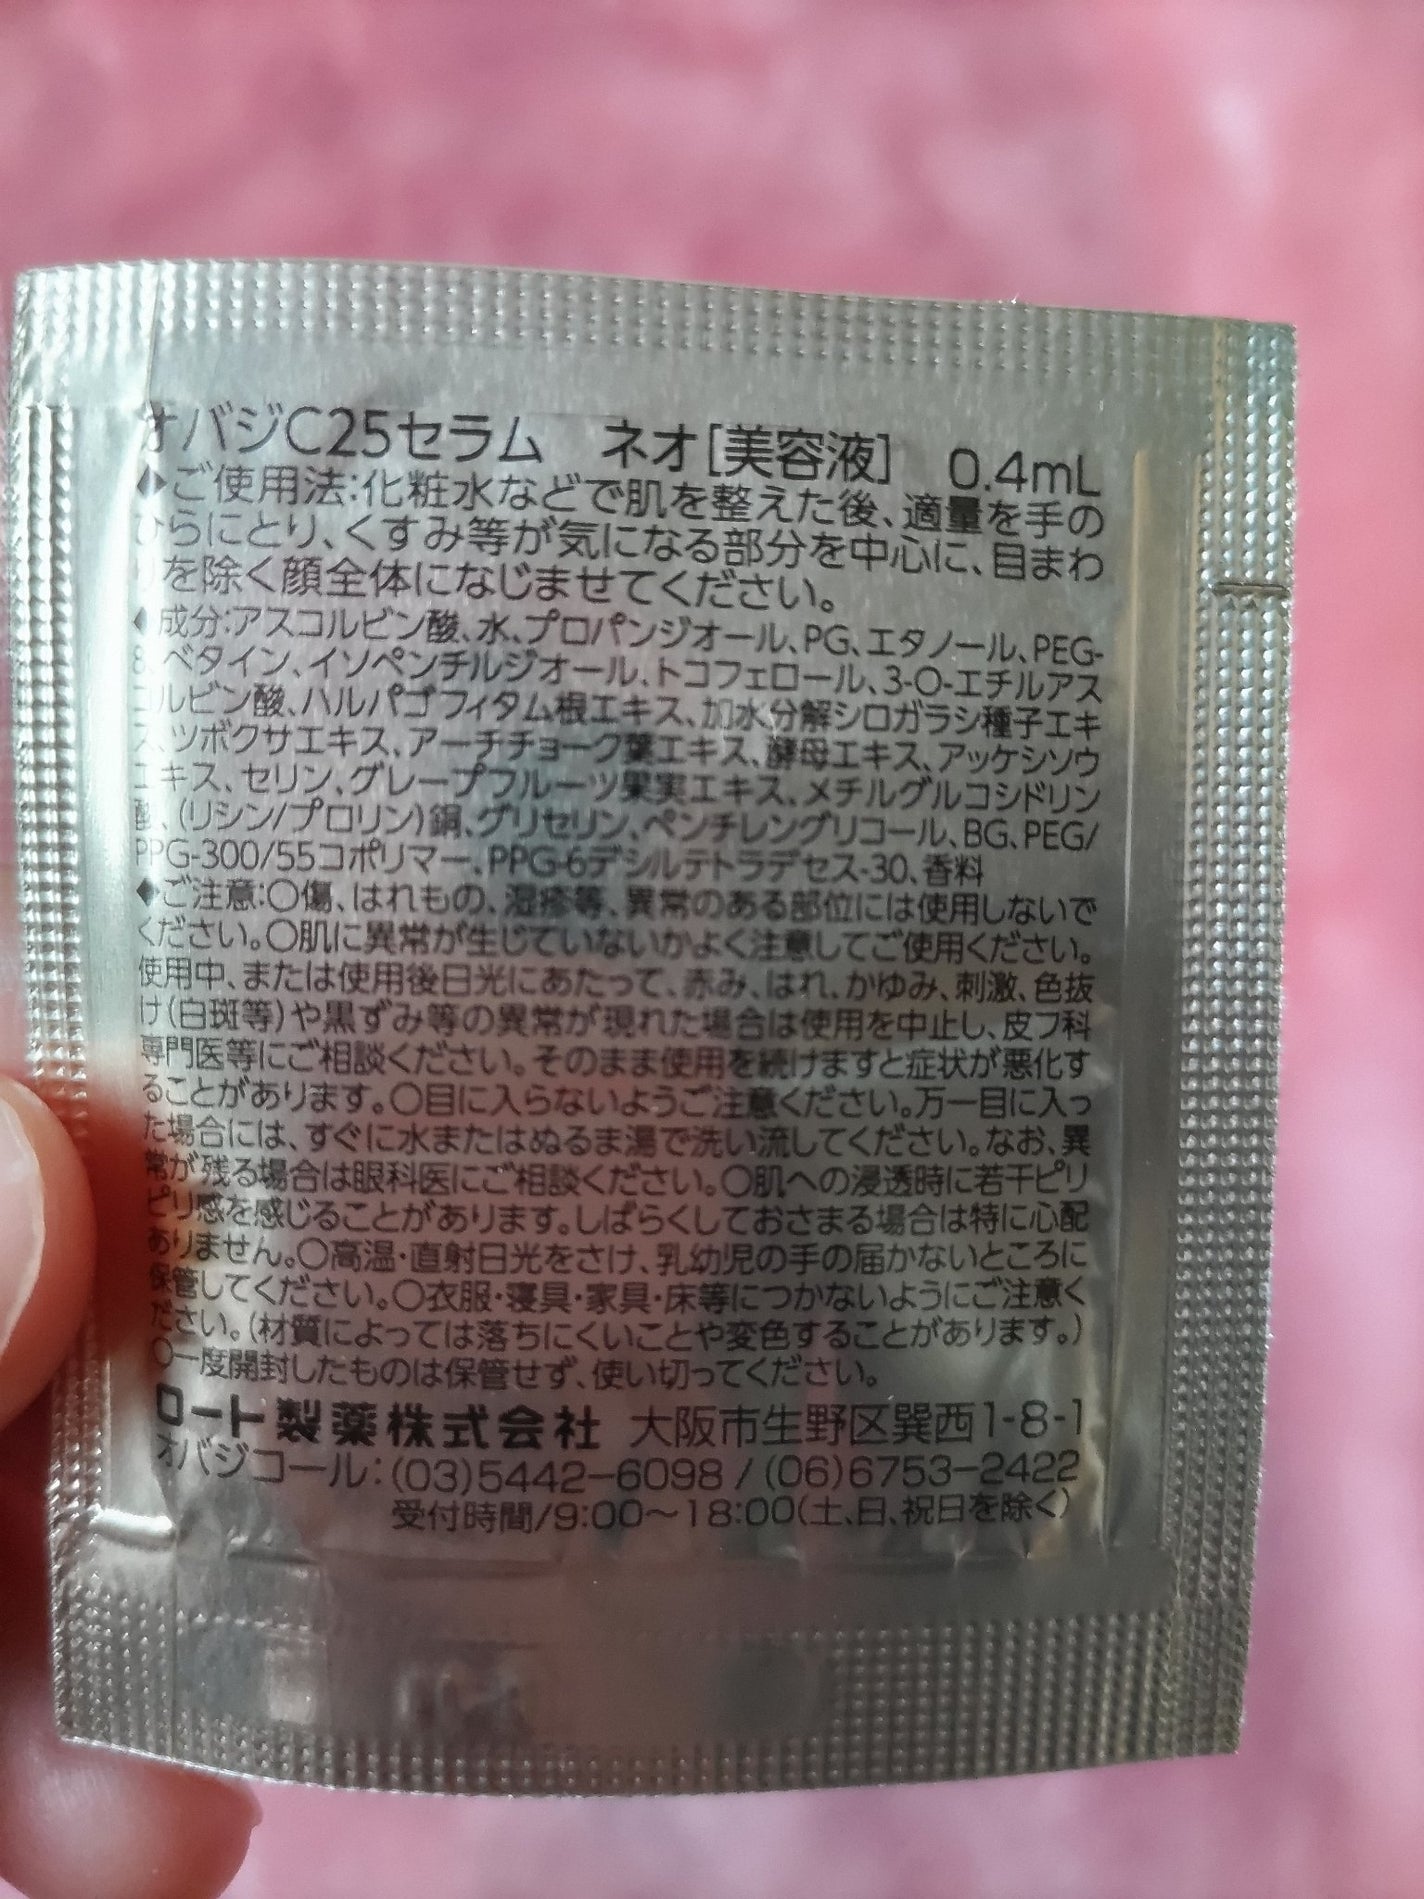 オバジC25セラム　ネオ[美容液]　0.4mL
◆ご使用法:化粧水などで肌を整えた後、適量を手の
ひらにとり、くすみ等が気になる部分を中心に、目まわ
りを除く顔全体になじませてください。
◆成分:アスコルビン酸、水、プロパンジオール、PG、エタノール、PEG-
8、ベタイン、イソペンチルジオール、トコフェロール、3-O-エチルアス
コルビン酸、ハルパゴフィタム根エキス、加水分解シロガラシ種子エキ
ス、ツボクサエキス、アーチチョーク葉エキス、酵母エキス、アッケシソウ
エキス、セリン、グレープフルーツ果実エキス、メチルグルコシドリン
酸、(リシン/プロリン)銅、グリセリン、ペンチレングリコール、BG、PEG/
PPG-300/55コポリマー、PPG-6デシルテトラデセス-30、香料
◆ご注意:〇傷、はれもの、湿疹等、異常のある部位には使用しないで
ください。〇肌に異常が生じていないかよく注意してご使用ください。
使用中、または使用後日光にあたって、赤み、はれ、かゆみ、刺激、色抜
け(白斑等)や黒ずみ等の異常が現れた場合は使用を中止し、皮フ科
専門医等にご相談ください。そのまま使用を続けますと症状が悪化す
ることがあります。〇目に入らないようご注意ください。万一目に入っ
た場合には、すぐに水またはぬるま湯で洗い流してください。なお、異
常が残る場合は眼科医にご相談ください。〇肌への浸透時に若干ピリ
ピリ感を感じることがあります。しばらくしておさまる場合は特に心配
ありません。〇高温・直射日光をさけ、乳幼児の手の届かないところに
保管してください。〇衣服・寝具・家具・床等につかないようにご注意く
ださい。(材質によっては落ちにくいことや変色することがあります。)
〇一度開封したものは保管せず、使い切ってください。
ロート製薬株式会社 大阪市生野区巽西1-8-1
オバジコール:(03)5442-6098/(06)6753-2422
受付時間/9:00〜18:00(土、日、祝日を除く)